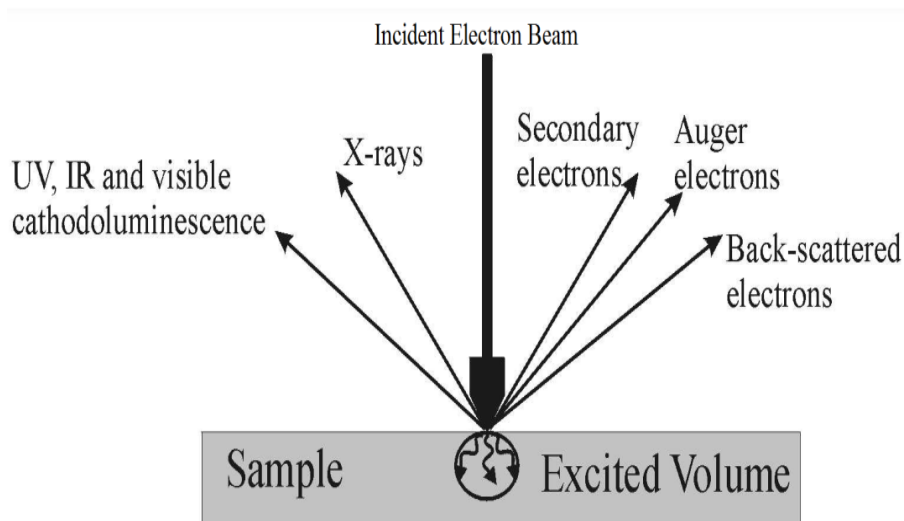 Incident Electron Beam
UV, IR and visible
cathodoluminescence
X-rays
Secondary
electrons
Auger
electrons
Back-scattered
electrons
Sample
Excited Volume